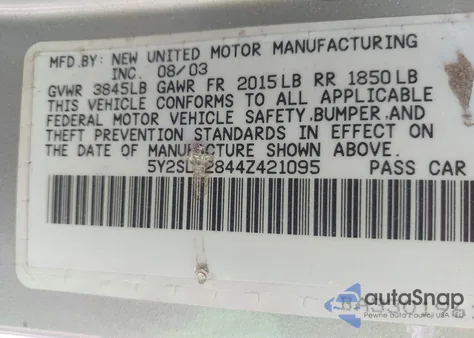 MFD.BY: NEW UNITED MOTOR MANUFACTURING
INC. 08/03
GVWR 3845LB GAWR FR 2015LB RR 1850LB
THIS VEHICLE CONFORMS TO ALL APPLICABLE
FEDERAL MOTOR VEHICLE SAFETY,BUMPER,AND
THEFT PREVENTION STANDARDS IN EFFECT ON
THE DATE OF MANUFACTURE SHOWN ABOVE.
PASS CAR
autoSnap